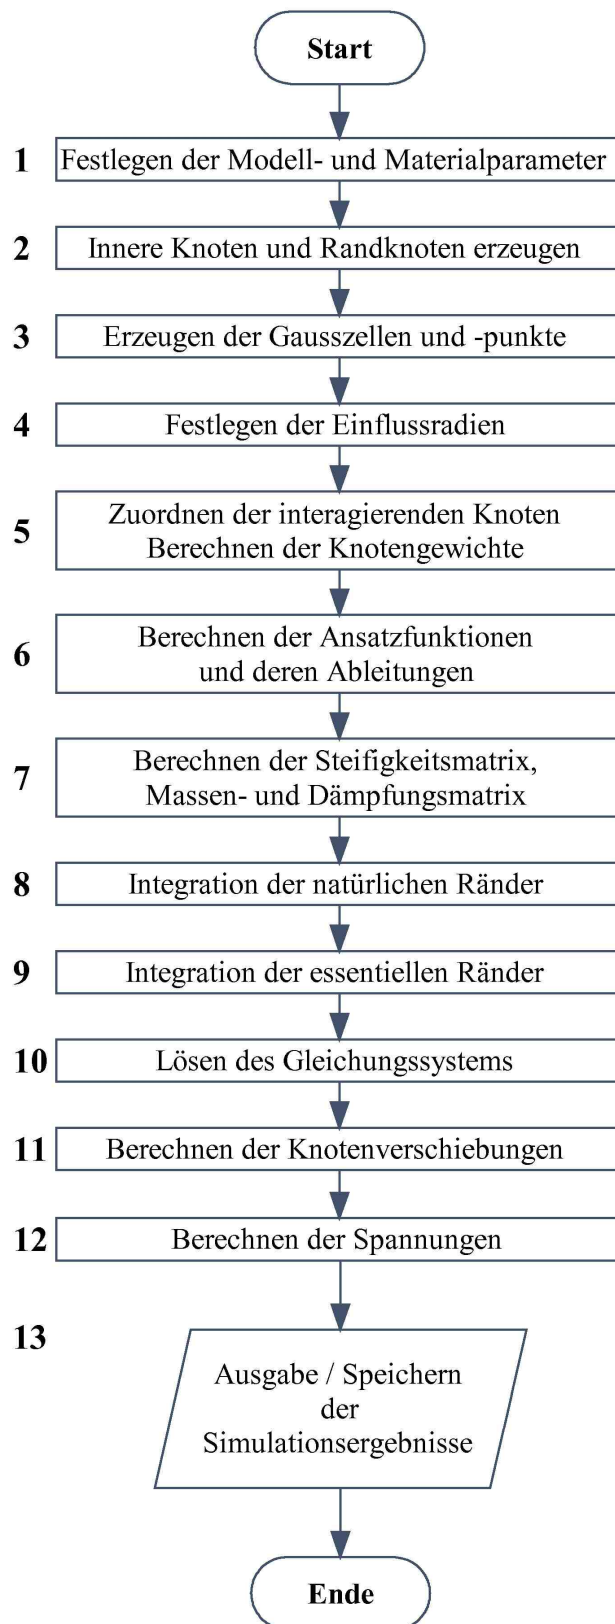 Start
1 Festlegen der Modell- und Materialparameter
2 Innere Knoten und Randknoten erzeugen
3 Erzeugen der Gausszellen und -punkte
4 Festlegen der Einflussradien
5 Zuordnen der interagierenden Knoten
Berechnen der Knotengewichte
6 Berechnen der Ansatzfunktionen
und deren Ableitungen
7 Berechnen der Steifigkeitsmatrix,
Massen- und Dämpfungsmatrix
8 Integration der natürlichen Ränder
9 Integration der essentiellen Ränder
10 Lösen des Gleichungssystems
11 Berechnen der Knotenverschiebungen
12 Berechnen der Spannungen
13
Ausgabe / Speichern
der
Simulationsergebnisse
Ende